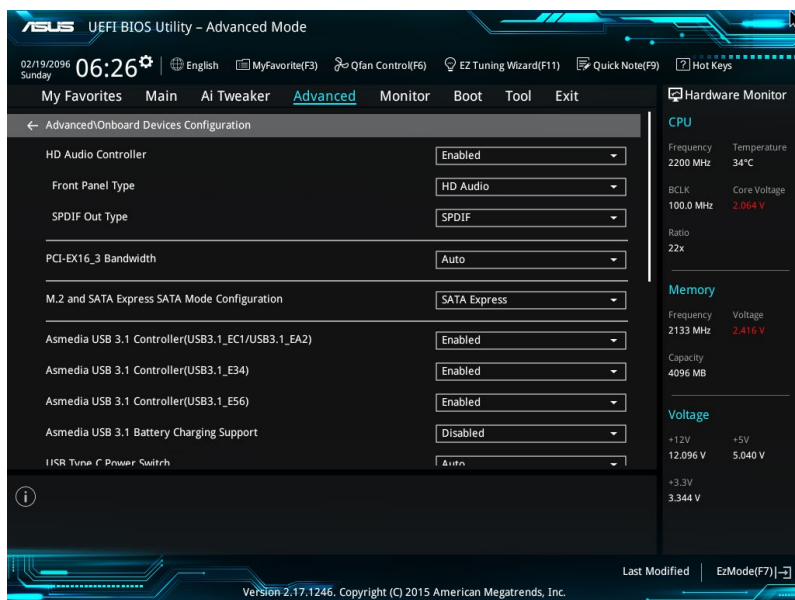 ASUS UEFI BIOS Utility – Advanced Mode
02/19/2096
Sunday
06:26
English
MyFavorite(F3)
Qfan Control(F6)
EZ Tuning Wizard(F11)
Quick Note(F9)
? Hot Keys
My Favorites Main Ai Tweaker Advanced Monitor Boot Tool Exit
Advanced\Onboard Devices Configuration
HD Audio Controller Enabled
Front Panel Type HD Audio
SPDIF Out Type SPDIF
PCI-EX16_3 Bandwidth Auto
M.2 and SATA Express SATA Mode Configuration SATA Express
Asmedia USB 3.1 Controller(USB3.1_EC1/USB3.1_EA2) Enabled
Asmedia USB 3.1 Controller(USB3.1_E34) Enabled
Asmedia USB 3.1 Controller(USB3.1_E56) Enabled
Asmedia USB 3.1 Battery Charging Support Disabled
USB Type C Power Switch Auto
Hardware Monitor
CPU
Frequency Temperature
2200 MHz 34°C
BCLK Core Voltage
100.0 MHz 2.064 V
Ratio
22x
Memory
Frequency Voltage
2133 MHz 2.416 V
Capacity
4096 MB
Voltage
+12V +5V
12.096 V 5.040 V
+3.3V
3.344 V
Last Modified
EzMode(F7)
Version 2.17.1246. Copyright (C) 2015 American Megatrends, Inc.